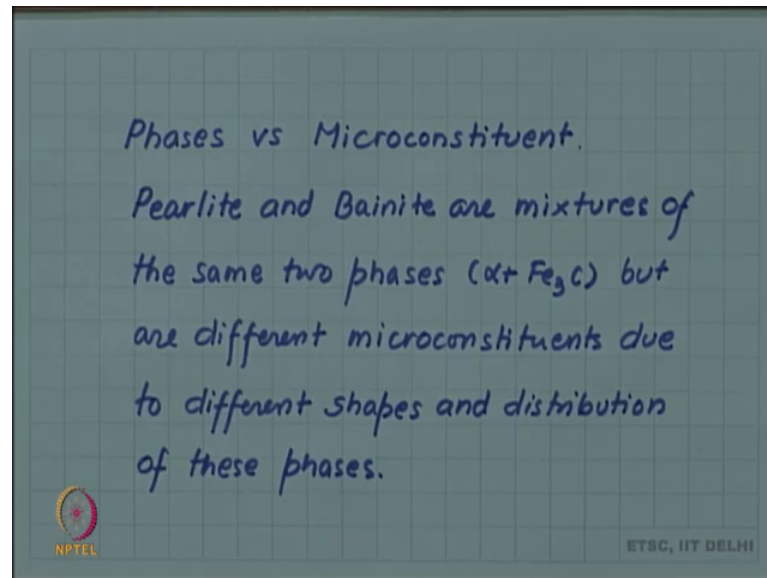 Phases vs Microconstituent.
Pearlite and Bainite are mixtures of
the same two phases (α+ Fe₃C) but
are different microconstituents due
to different shapes and distribution
of these phases.
NPTEL
ETSC, IIT DELHI